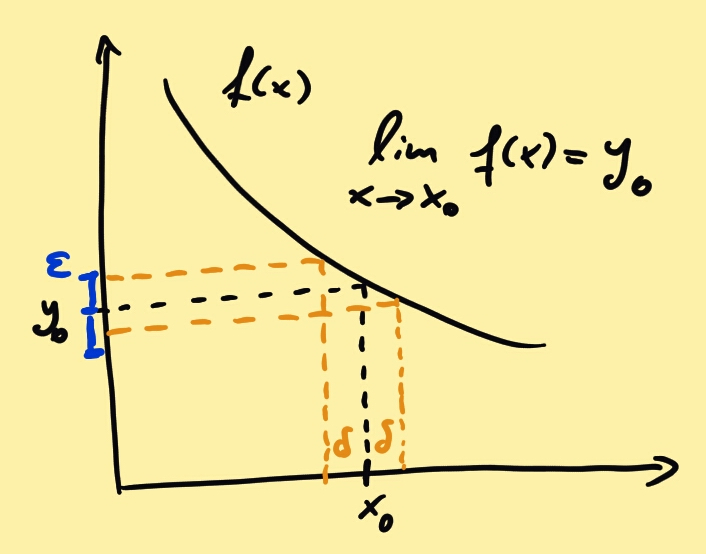 f(x)
lim f(x) = y₀
x→x₀
ε
y₀
δ δ
x₀